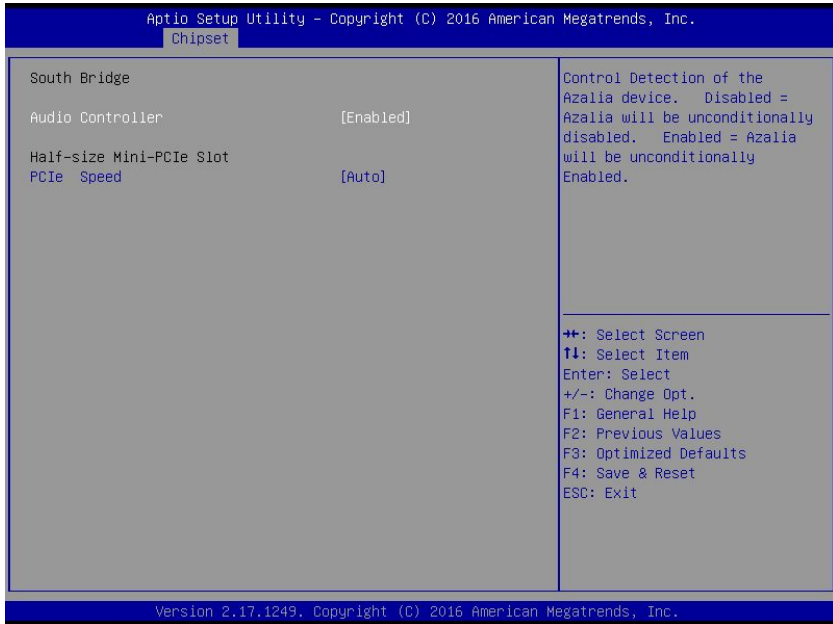 Aptio Setup Utility – Copyright (C) 2016 American Megatrends, Inc.
Chipset
South Bridge
Audio Controller [Enabled]
Half-size Mini-PCIe Slot
PCIe Speed [Auto]
Control Detection of the
Azalia device. Disabled =
Azalia will be unconditionally
disabled. Enabled = Azalia
will be unconditionally
Enabled.
→←: Select Screen
↑↓: Select Item
Enter: Select
+/-: Change Opt.
F1: General Help
F2: Previous Values
F3: Optimized Defaults
F4: Save & Reset
ESC: Exit
Version 2.17.1249. Copyright (C) 2016 American Megatrends, Inc.